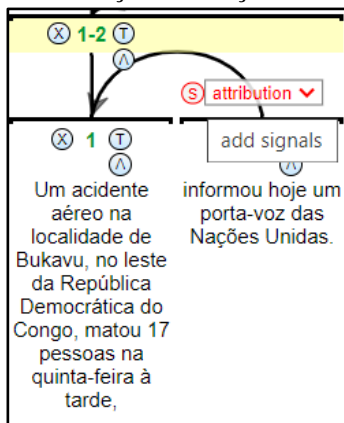 X 1-2 T
Λ
S attribution
X 1 T
Λ
add signals
Λ
Um acidente
aéreo na
localidade de
Bukavu, no leste
da República
Democrática do
Congo, matou 17
pessoas na
quinta-feira à
tarde,
informou hoje um
porta-voz das
Nações Unidas.